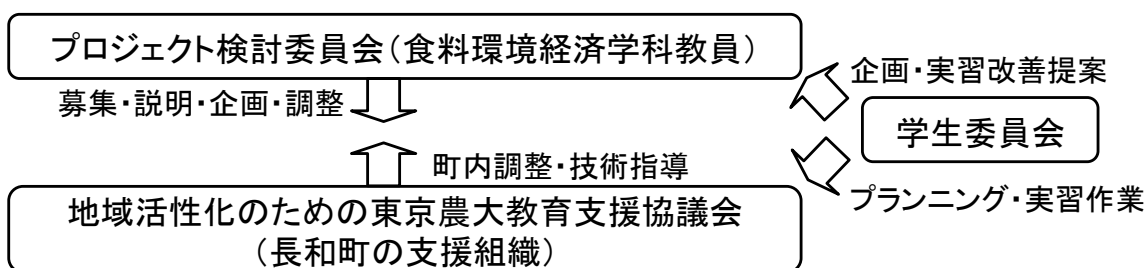 プロジェクト検討委員会(食料環境経済学科教員)
募集・説明・企画・調整
企画・実習改善提案
学生委員会
町内調整・技術指導
プランニング・実習作業
地域活性化のための東京農大教育支援協議会
(長和町の支援組織)